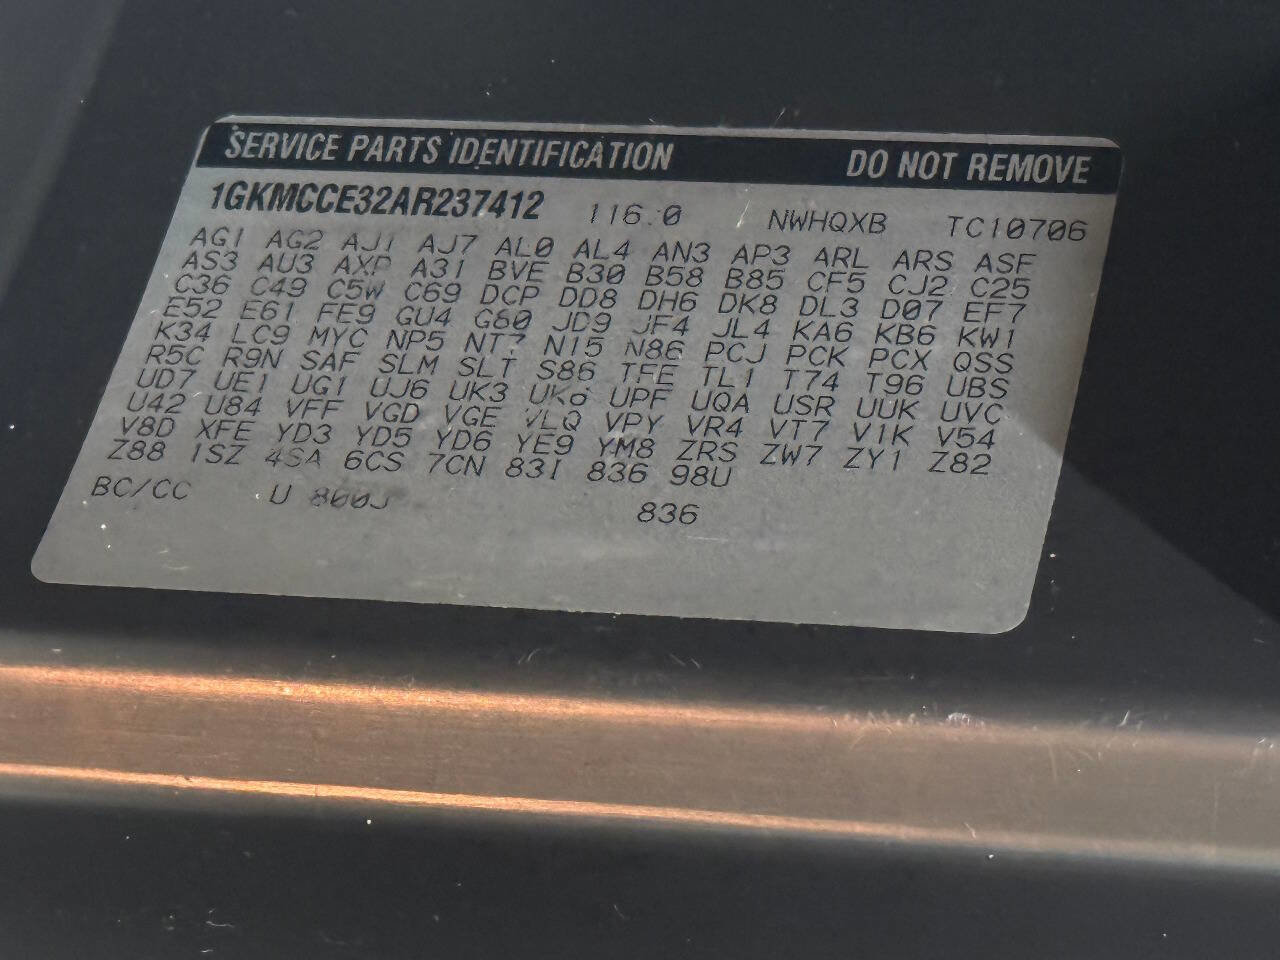 SERVICE PARTS IDENTIFICATION DO NOT REMOVE
1GKMCCE32AR237412 116.0 NWHQXB TC10706
AG1 AG2 AJ1 AJ7 AL0 AL4 AN3 AP3 ARL ARS ASF
AS3 AU3 AXP A31 BVE B30 B58 B85 CF5 CJ2 C25
C36 C49 C5W C69 DCP DD8 DH6 DK8 DL3 D07 EF7
E52 E61 FE9 GU4 G60 JD9 JF4 JL4 KA6 KB6 KW1
K34 LC9 MYC NP5 NT7 N15 N86 PCJ PCK PCX QSS
R5C R9N SAF SLM SLT S86 TFE TL1 T74 T96 UBS
UD7 UE1 UG1 UJ6 UK3 UK6 UPF UQA USR UUK UVC
U42 U84 VFF VGD VGE VLQ VPY VR4 VT7 V1K V54
V8D XFE YD3 YD5 YD6 YE9 YM8 ZRS ZW7 ZY1 Z82
Z88 1SZ 4SA 6CS 7CN 83I 836 98U
BC/CC U 800J 836